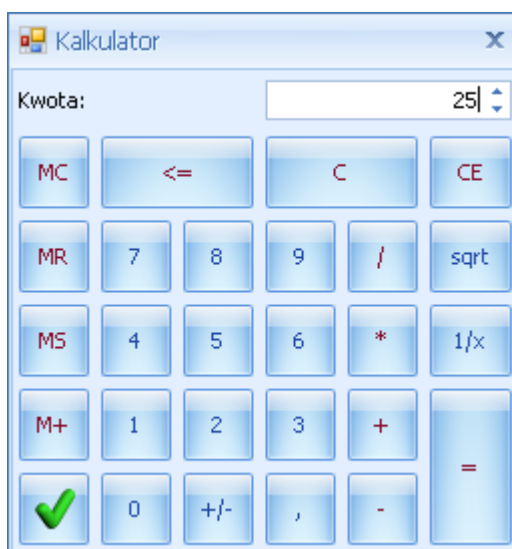 Kalkulator x
Kwota: 25
MC <= C CE
MR 7 8 9 / sqrt
MS 4 5 6 * 1/x
M+ 1 2 3 + =
0 +/- , -